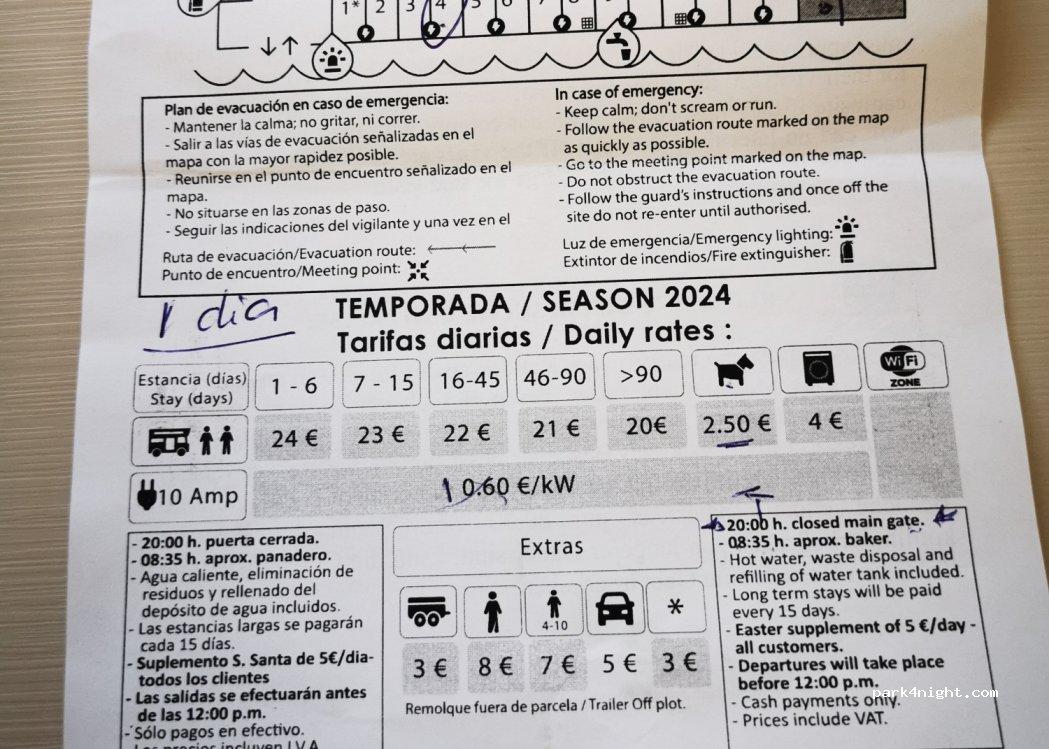 1* 2 3 4 5 6
Plan de evacuación en caso de emergencia:
- Mantener la calma; no gritar, ni correr.
- Salir a las vías de evacuación señalizadas en el
mapa con la mayor rapidez posible.
- Reunirse en el punto de encuentro señalizado en el
mapa.
- No situarse en las zonas de paso.
- Seguir las indicaciones del vigilante y una vez en el
Ruta de evacuación/Evacuation route:
Punto de encuentro/Meeting point:
In case of emergency:
- Keep calm; don't scream or run.
- Follow the evacuation route marked on the map
as quickly as possible.
- Go to the meeting point marked on the map.
- Do not obstruct the evacuation route.
- Follow the guard's instructions and once off the
site do not re-enter until authorised.
Luz de emergencia/Emergency lighting:
Extintor de incendios/Fire extinguisher:
1 dia
TEMPORADA / SEASON 2024
Tarifas diarias / Daily rates :
Estancia (días)
Stay (days)
1 - 6 7 - 15 16-45 46-90 >90 WiFi ZONE
24 € 23 € 22 € 21 € 20€ 2.50 € 4 €
10 Amp 0.60 €/kW
- 20:00 h. puerta cerrada.
- 08:35 h. aprox. panadero.
- Agua caliente, eliminación de
residuos y rellenado del
depósito de agua incluidos.
- Las estancias largas se pagarán
cada 15 días.
- Suplemento S. Santa de 5€/dia-
todos los clientes
- Las salidas se efectuarán antes
de las 12:00 p.m.
- Sólo pagos en efectivo.
- Los precios incluyen I.V.A.
Extras
4-10 *
3 € 8 € 7 € 5 € 3 €
Remolque fuera de parcela / Trailer Off plot.
- 20:00 h. closed main gate.
- 08:35 h. aprox. baker.
- Hot water, waste disposal and
refilling of water tank included.
- Long term stays will be paid
every 15 days.
- Easter supplement of 5 €/day -
all customers.
- Departures will take place
before 12:00 p.m.
- Cash payments only.
- Prices include VAT.
park4night.com